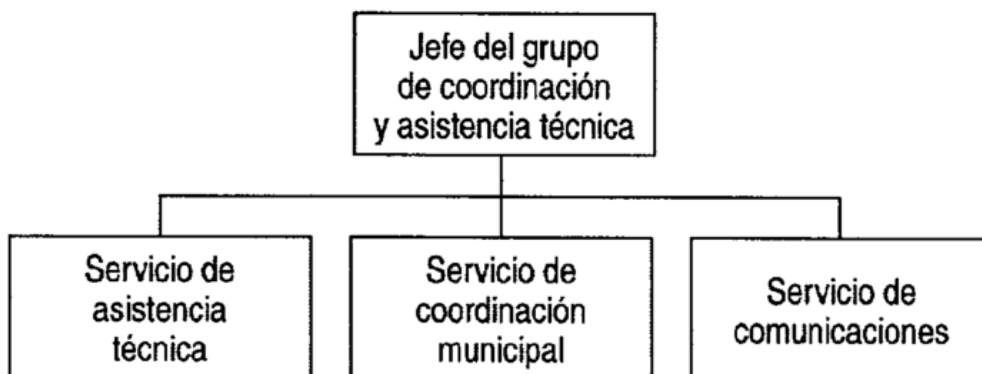 Jefe del grupo
de coordinación
y asistencia técnica
Servicio de
asistencia
técnica
Servicio de
coordinación
municipal
Servicio de
comunicaciones